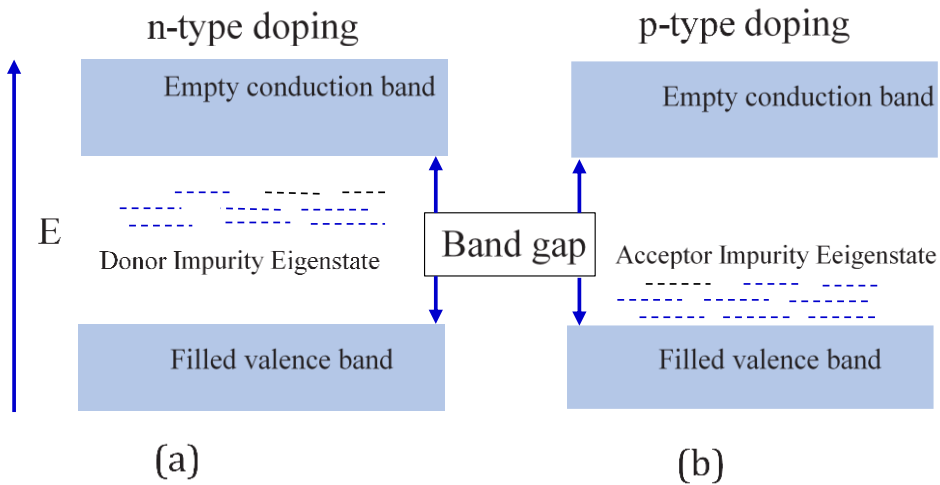 n-type doping
p-type doping
Empty conduction band
Empty conduction band
E
Donor Impurity Eigenstate
Band gap
Acceptor Impurity Eeigenstate
Filled valence band
Filled valence band
(a)
(b)